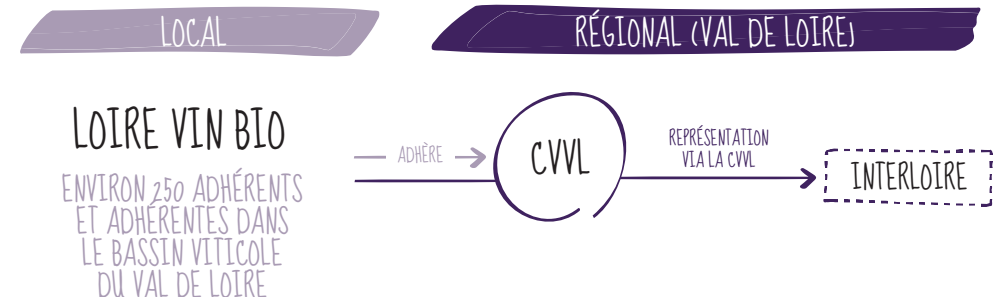 LOCAL
RÉGIONAL (VAL DE LOIRE)
LOIRE VIN BIO
ENVIRON 250 ADHÉRENTS
ET ADHÉRENTES DANS
LE BASSIN VITICOLE
DU VAL DE LOIRE
ADHÈRE
CVVL
REPRÉSENTATION
VIA LA CVVL
INTERLOIRE